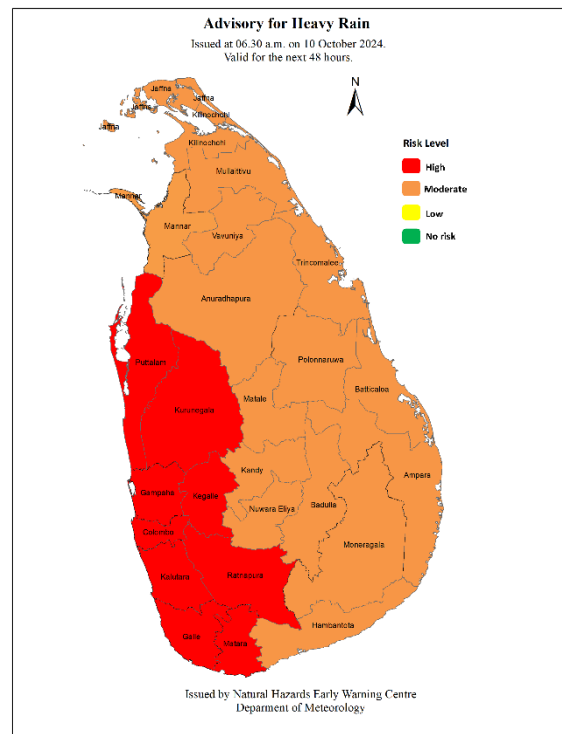 Advisory for Heavy Rain
Issued at 06.30 a.m. on 10 October 2024.
Valid for the next 48 hours.
N
Jaffna
Jaffna
Jaffna
Kilinochchi
Jaffna
Kilinochchi
Risk Level
High
Moderate
Low
No risk
Mullaittivu
Mannar
Mannar
Vavuniya
Trincomalee
Anuradhapura
Puttalam
Polonnaruwa
Batticaloa
Matale
Kurunegala
Kandy
Ampara
Gampaha
Kegalle
Nuwara Eliya
Badulla
Colombo
Moneragala
Kalutara
Ratnapura
Hambantota
Galle
Matara
Issued by Natural Hazards Early Warning Centre
Deparment of Meteorology